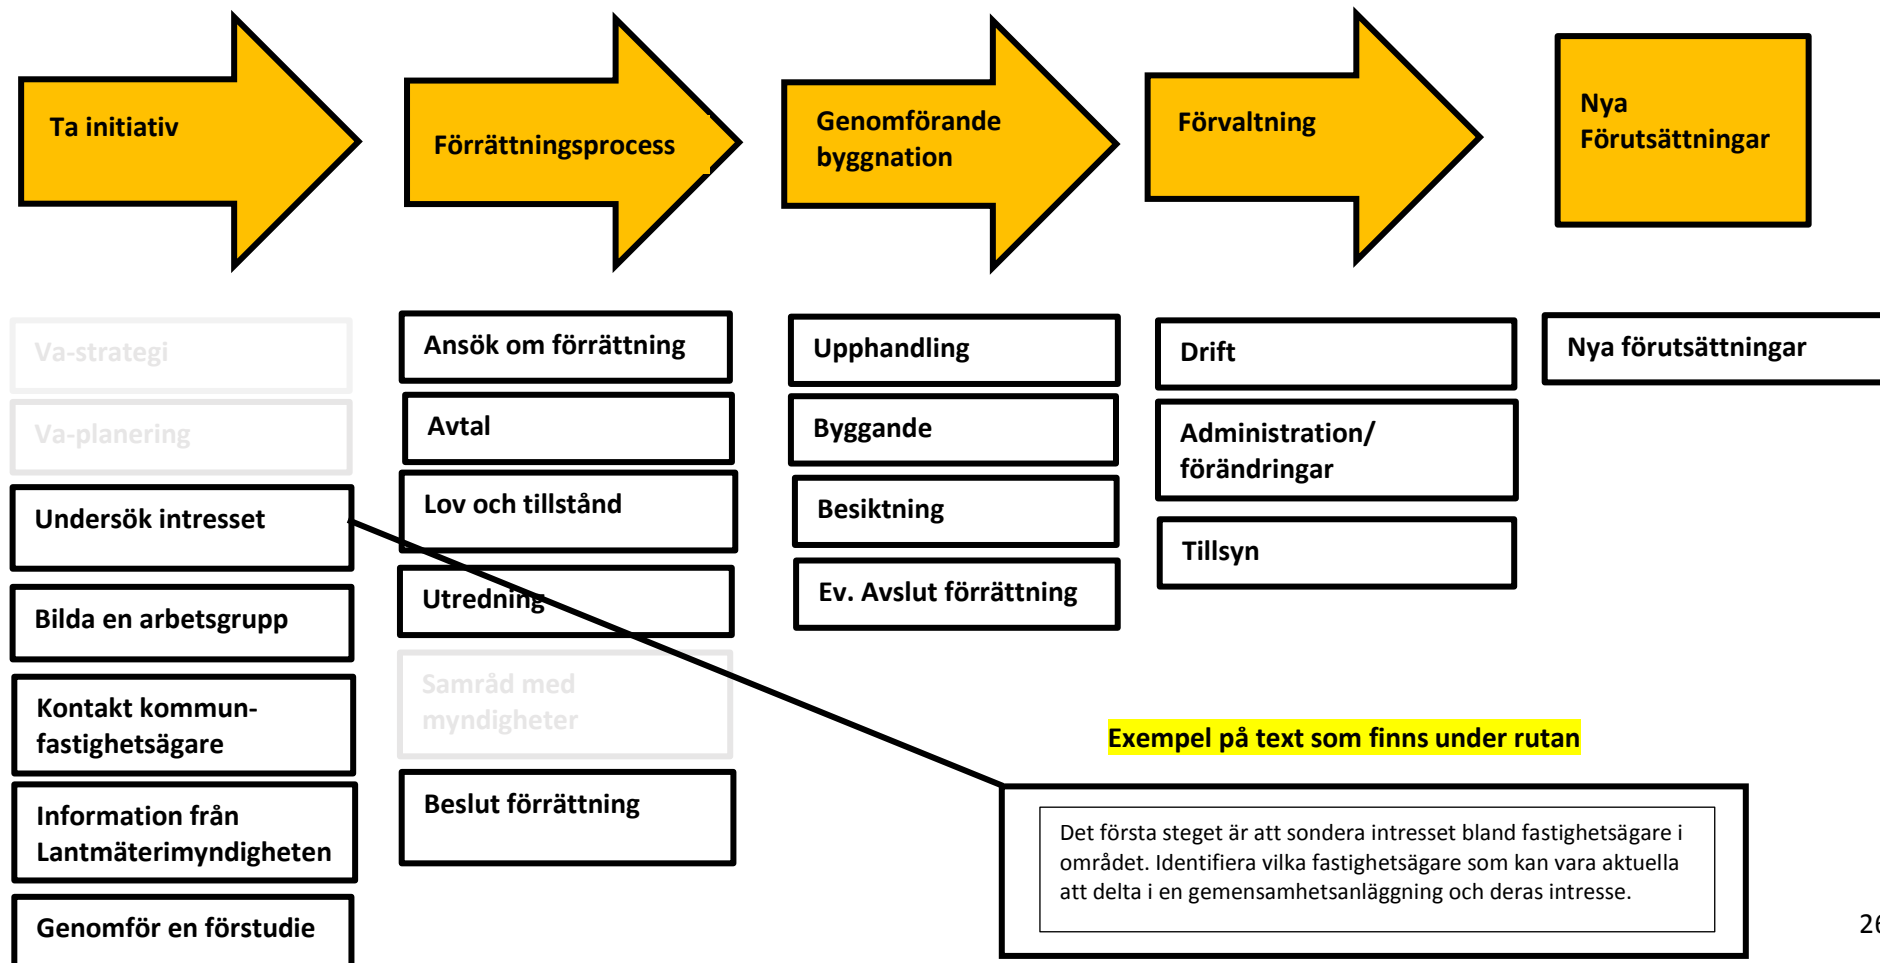 Ta initiativ
Förrättningsprocess
Genomförande
byggnation
Förvaltning
Nya
Förutsättningar
Va-strategi
Va-planering
Undersök intresset
Bilda en arbetsgrupp
Kontakt kommun-
fastighetsägare
Information från
Lantmäterimyndigheten
Genomför en förstudie
Ansök om förrättning
Avtal
Lov och tillstånd
Utredning
Samråd med
myndigheter
Beslut förrättning
Upphandling
Byggande
Besiktning
Ev. Avslut förrättning
Drift
Administration/
förändringar
Tillsyn
Nya förutsättningar
Exempel på text som finns under rutan
Det första steget är att sondera intresset bland fastighetsägare i
området. Identifiera vilka fastighetsägare som kan vara aktuella
att delta i en gemensamhetsanläggning och deras intresse.
26